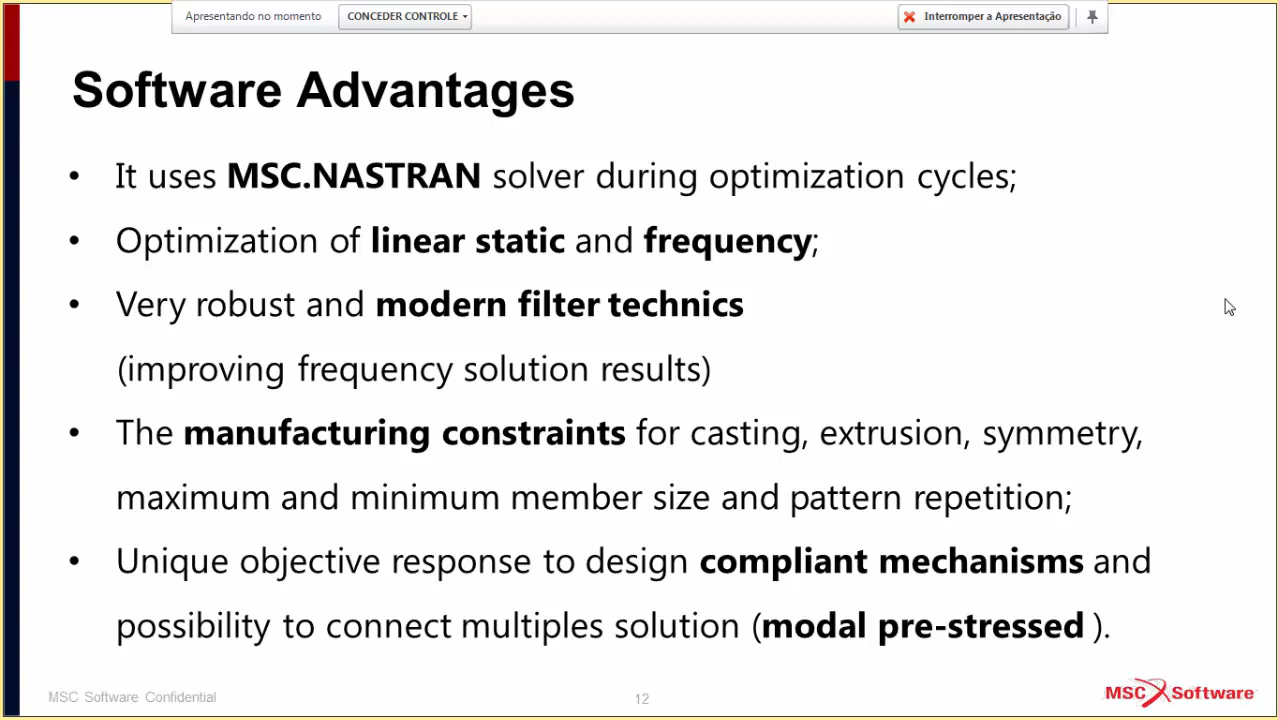 Apresentando no momento CONCEDER CONTROLE Interromper a Apresentação
Software Advantages
• It uses MSC.NASTRAN solver during optimization cycles;
• Optimization of linear static and frequency;
• Very robust and modern filter technics
(improving frequency solution results)
• The manufacturing constraints for casting, extrusion, symmetry,
maximum and minimum member size and pattern repetition;
• Unique objective response to design compliant mechanisms and
possibility to connect multiples solution (modal pre-stressed ).
MSC Software Confidential 12 MSC Software